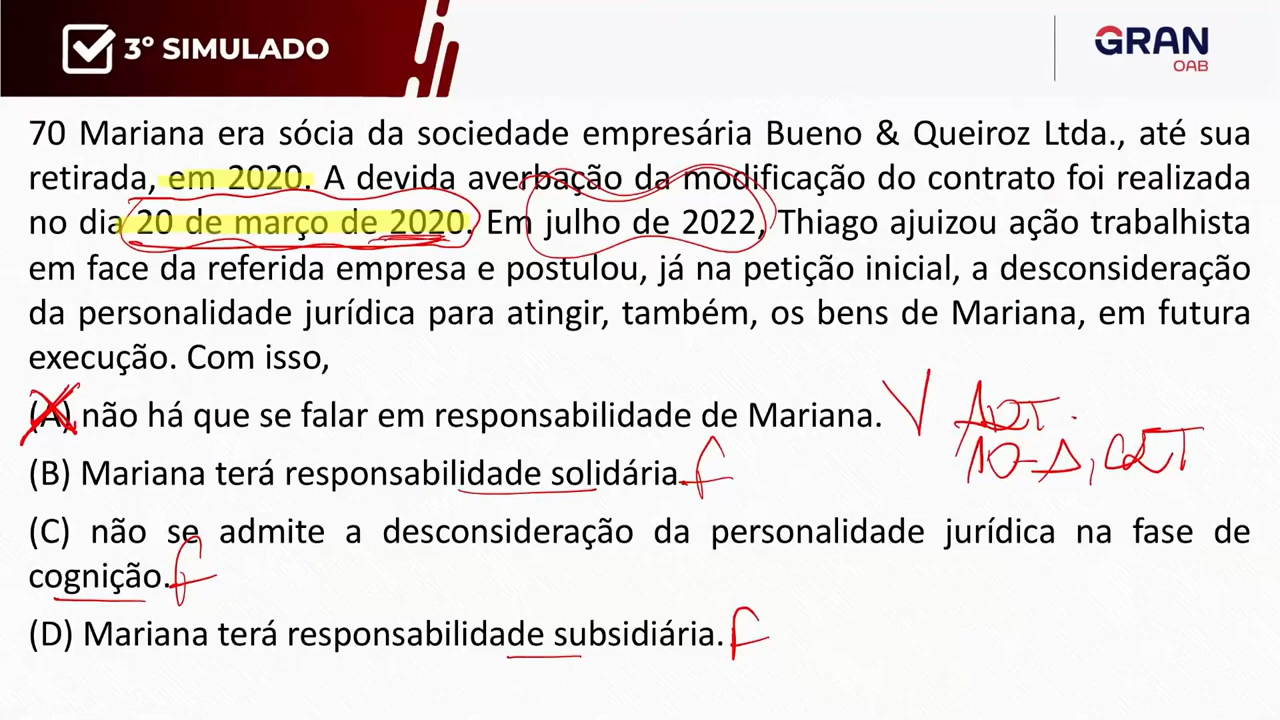 3º SIMULADO
GRAN
OAB
70 Mariana era sócia da sociedade empresária Bueno & Queiroz Ltda., até sua
retirada, em 2020. A devida averbação da modificação do contrato foi realizada
no dia 20 de março de 2020. Em julho de 2022, Thiago ajuizou ação trabalhista
em face da referida empresa e postulou, já na petição inicial, a desconsideração
da personalidade jurídica para atingir, também, os bens de Mariana, em futura
execução. Com isso,
(A) não há que se falar em responsabilidade de Mariana. V ART.
10-A, CLT
(B) Mariana terá responsabilidade solidária. F
(C) não se admite a desconsideração da personalidade jurídica na fase de
cognição. F
(D) Mariana terá responsabilidade subsidiária. F